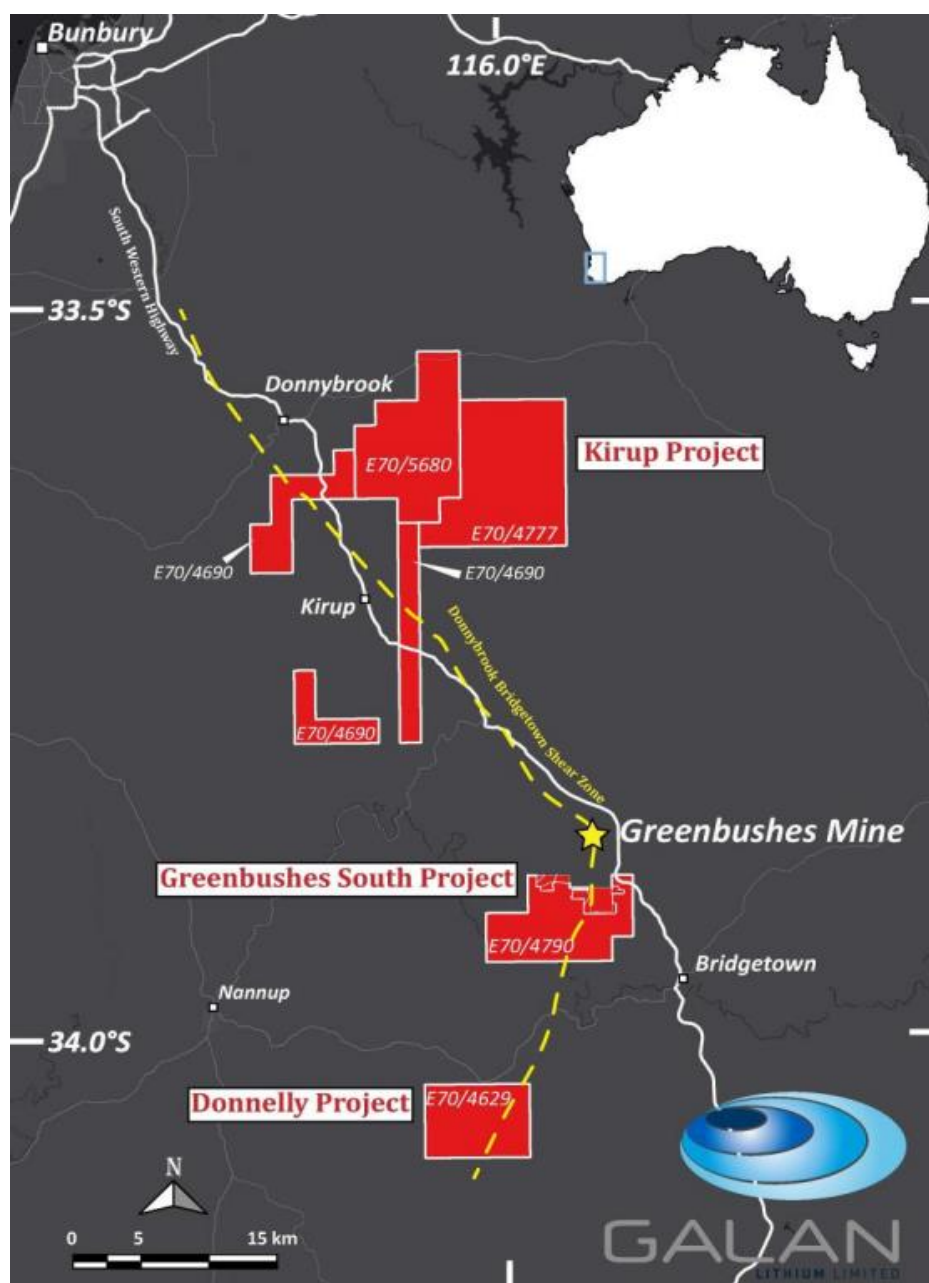 Bunbury
116.0°E
South Western Highway
33.5°S
Donnybrook
Kirup Project
E70/5680
E70/4777
E70/4690
E70/4690
Kirup
Donnybrook Bridgetown Shear Zone
E70/4690
Greenbushes Mine
Greenbushes South Project
E70/4790
Bridgetown
Nannup
34.0°S
E70/4629
Donnelly Project
N
0 5 15 km
GALAN
LITHIUM LIMITED